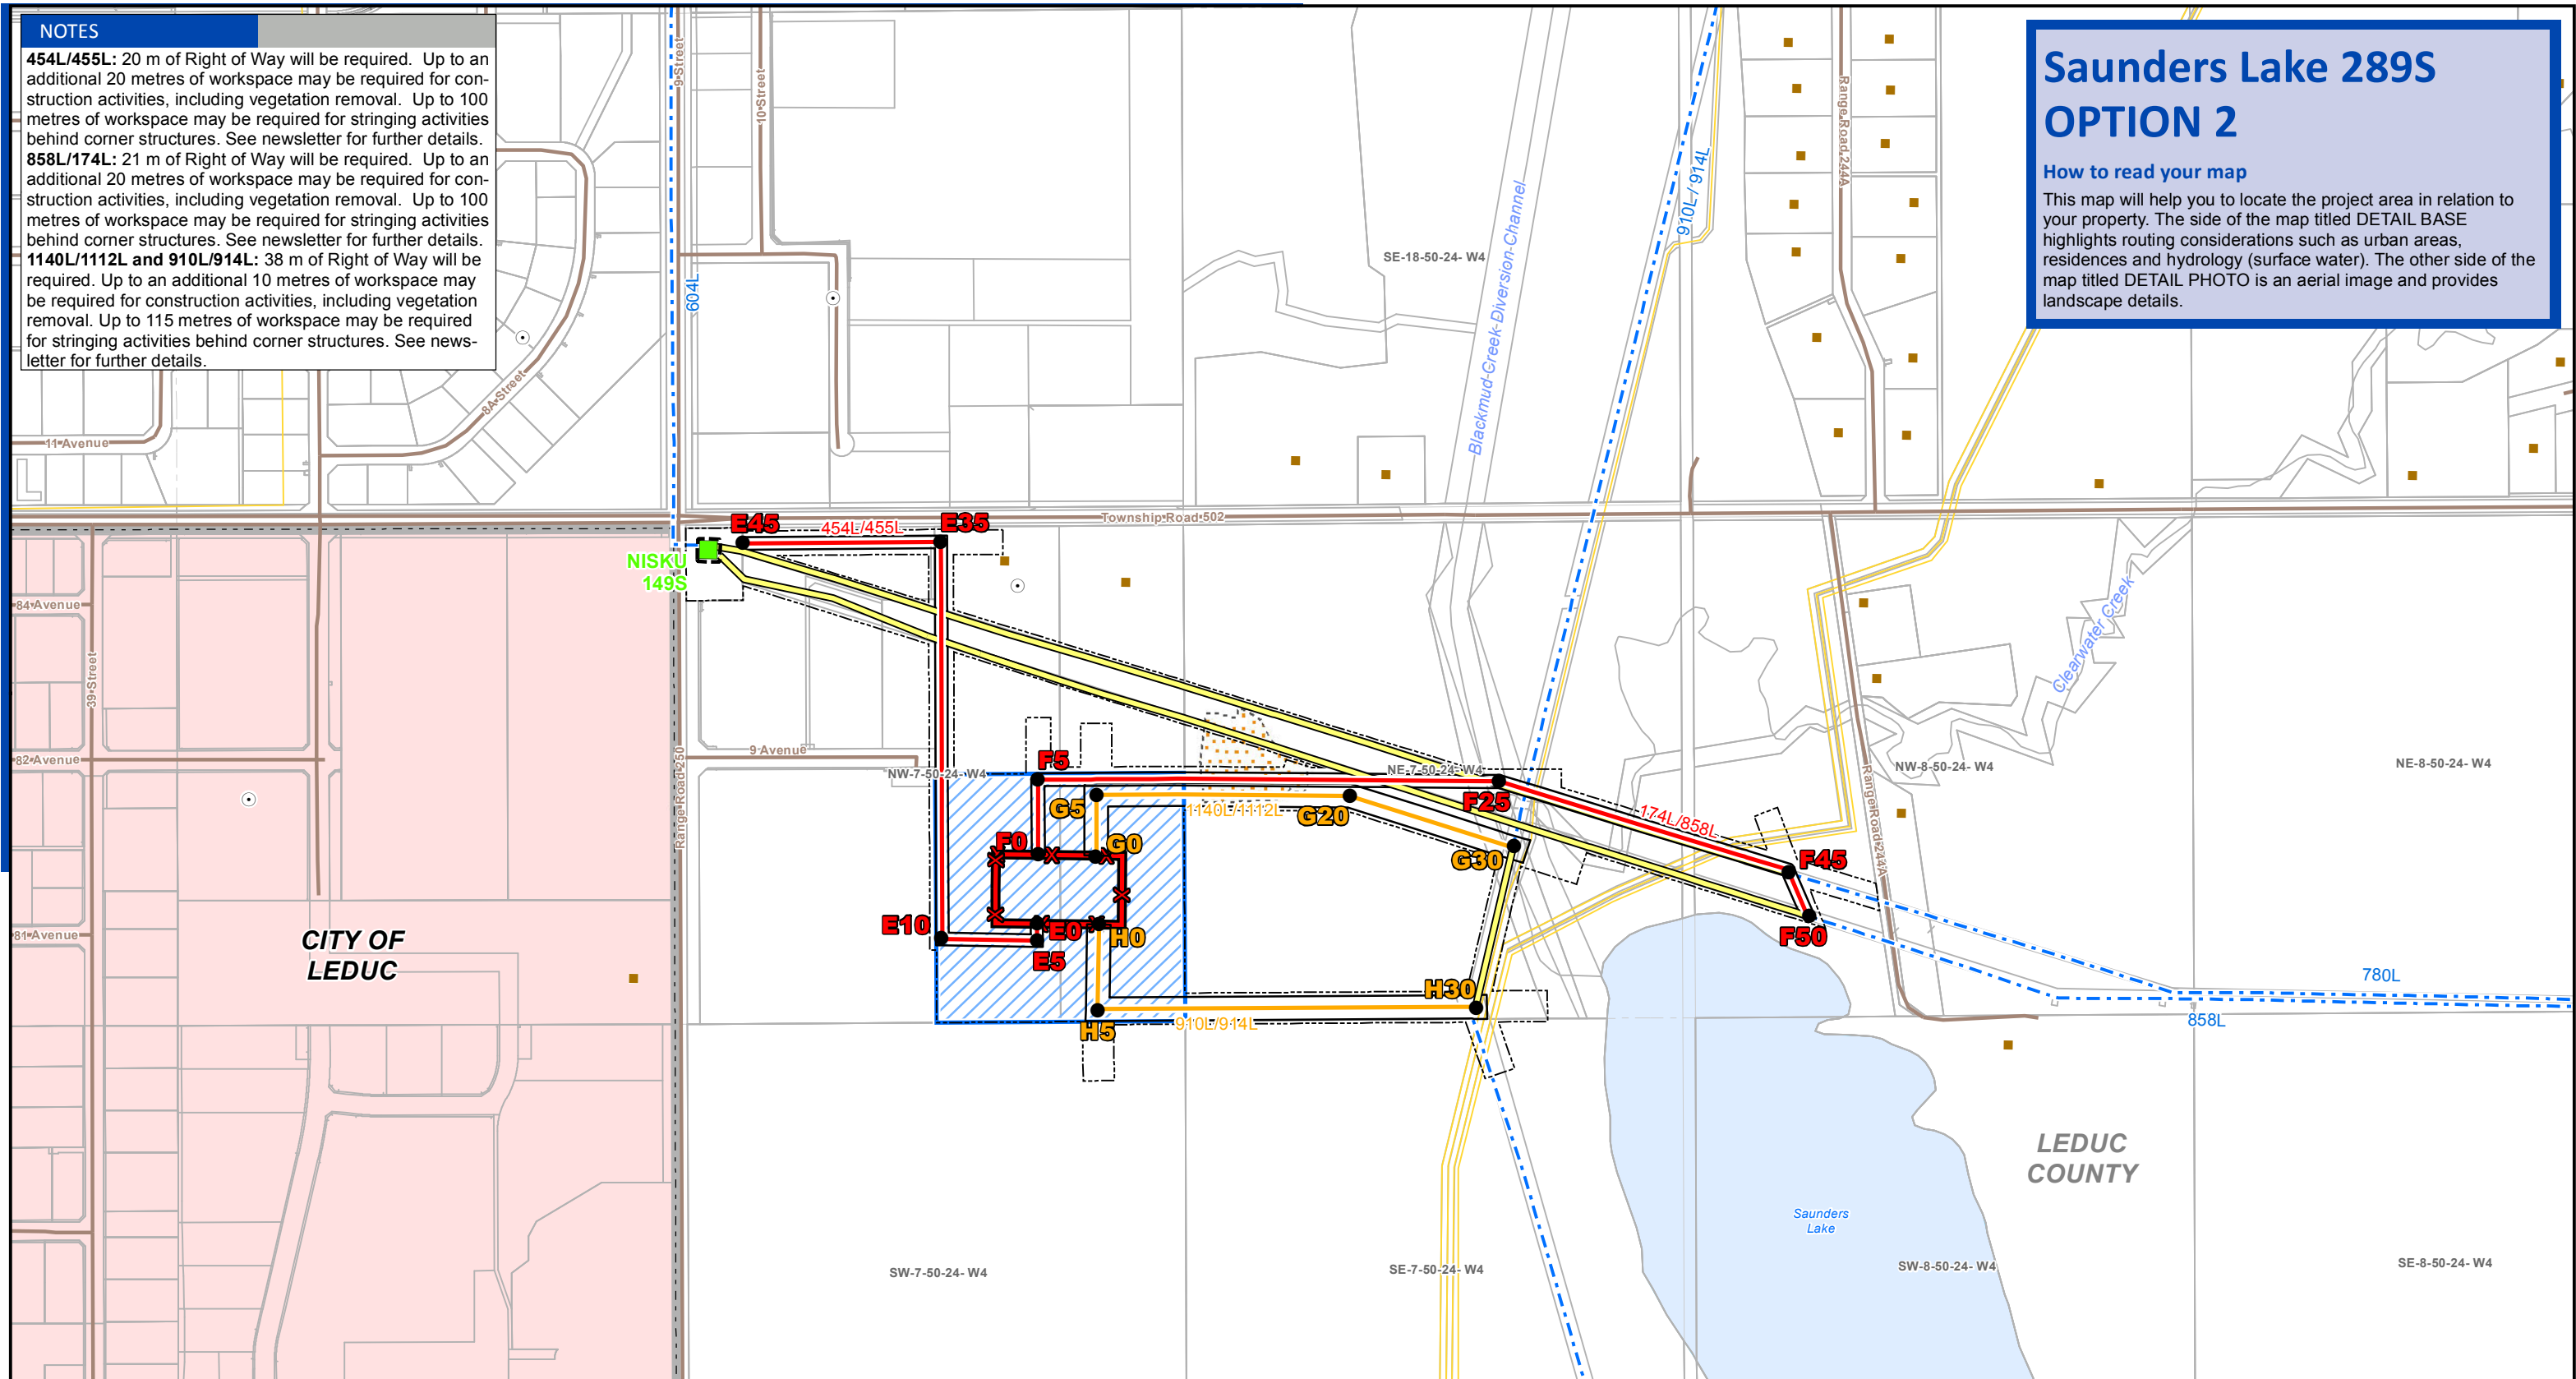 NOTES
454L/455L: 20 m of Right of Way will be required. Up to an
additional 20 metres of workspace may be required for con-
struction activities, including vegetation removal. Up to 100
metres of workspace may be required for stringing activities
behind corner structures. See newsletter for further details.
858L/174L: 21 m of Right of Way will be required. Up to an
additional 20 metres of workspace may be required for con-
struction activities, including vegetation removal. Up to 100
metres of workspace may be required for stringing activities
behind corner structures. See newsletter for further details.
1140L/1112L and 910L/914L: 38 m of Right of Way will be
required. Up to an additional 10 metres of workspace may
be required for construction activities, including vegetation
removal. Up to 115 metres of workspace may be required
for stringing activities behind corner structures. See news-
letter for further details.
Saunders Lake 289S
OPTION 2
How to read your map
This map will help you to locate the project area in relation to
your property. The side of the map titled DETAIL BASE
highlights routing considerations such as urban areas,
residences and hydrology (surface water). The other side of the
map titled DETAIL PHOTO is an aerial image and provides
landscape details.
9 Street
10 Street
604L
8A Street
11 Avenue
SE-18-50-24- W4
Blackmud-Creek-Diversion-Channel
910L / 914L
Range Road 244A
Township Road 502
E45
454L/455L
E35
NISKU
149S
84 Avenue
39 Street
82 Avenue
81 Avenue
CITY OF
LEDUC
Range Road 250
9 Avenue
NW-7-50-24- W4
F5
NE-7-50-24- W4
G5
1140L/1112L
G20
F25
174L/858L
F0
G0
G30
F45
F50
E10
E0
H0
E5
H30
H5
910L/914L
NW-8-50-24- W4
NE-8-50-24- W4
Clearwater Creek
Range Road 244A
780L
858L
LEDUC
COUNTY
Saunders
Lake
SW-7-50-24- W4
SE-7-50-24- W4
SW-8-50-24- W4
SE-8-50-24- W4